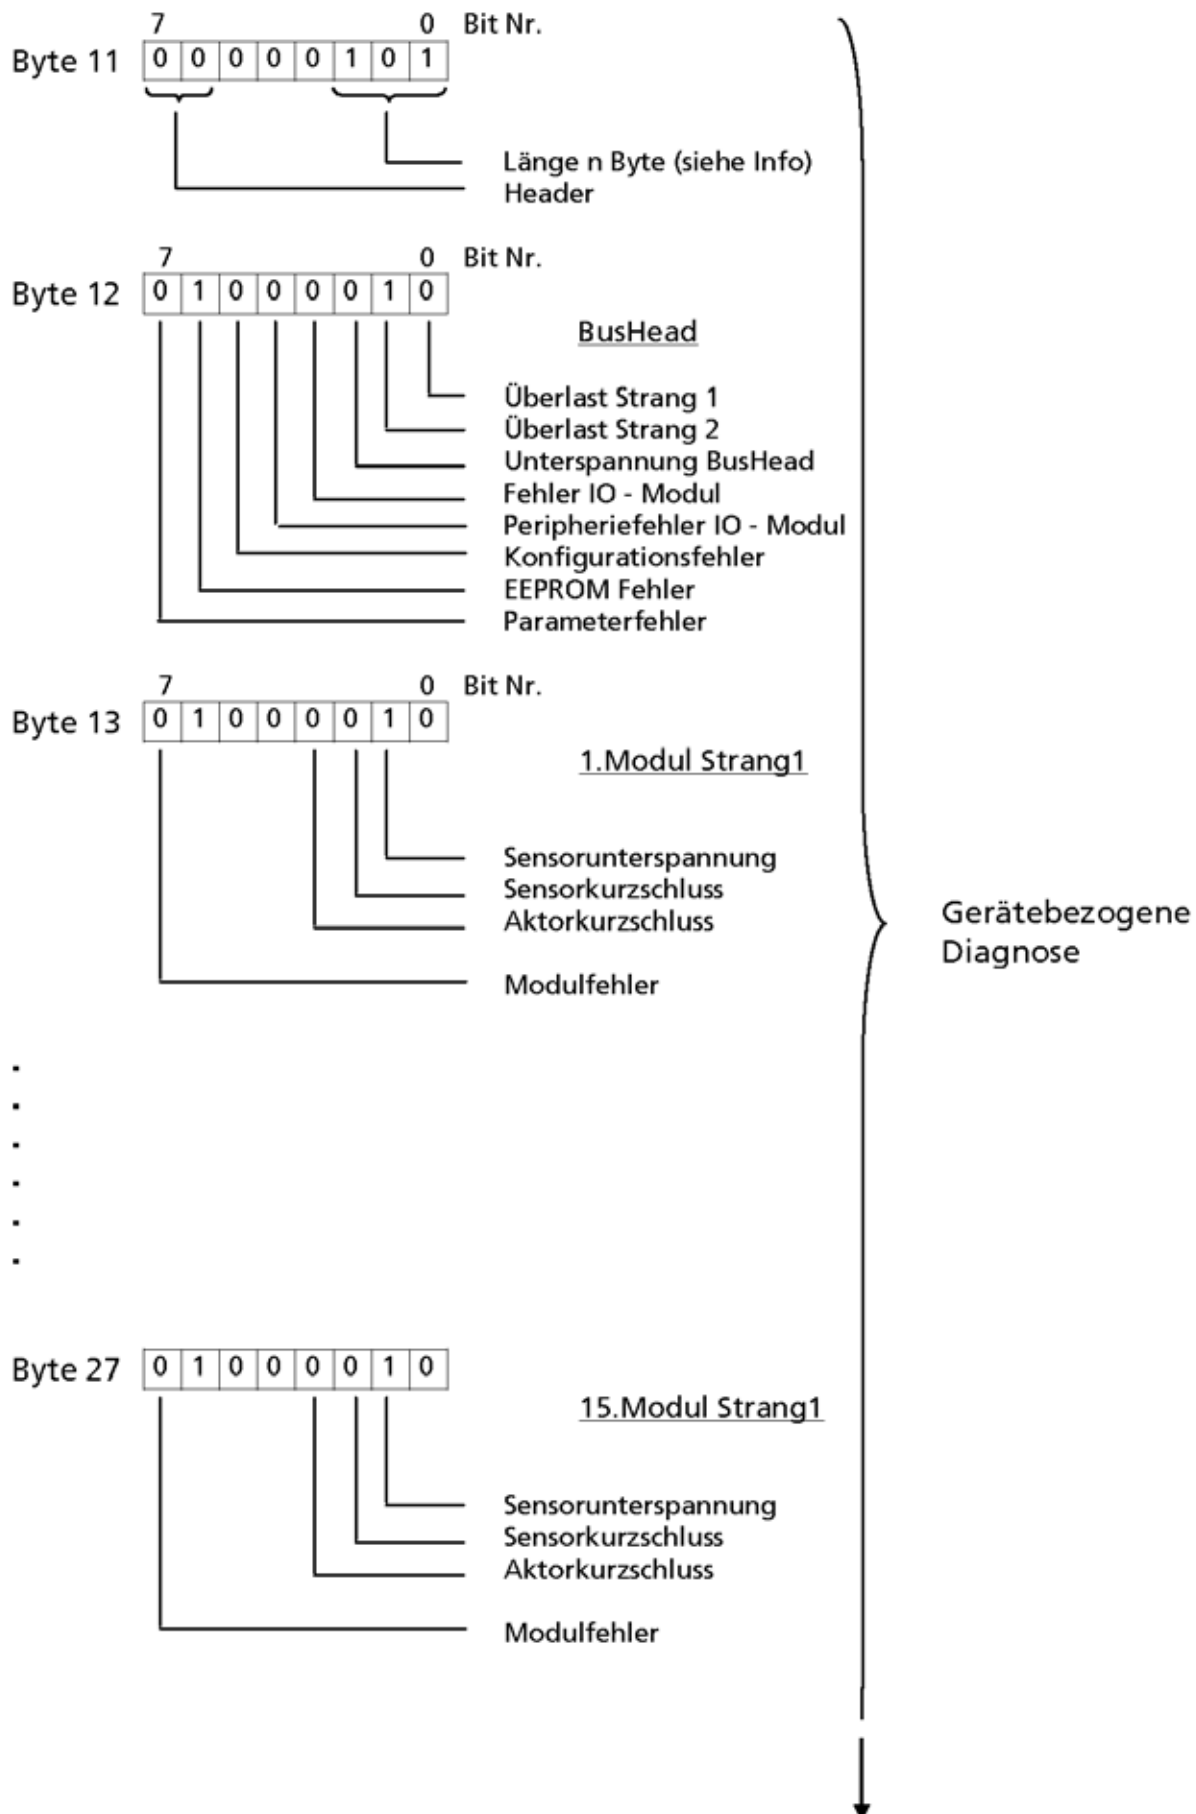 7 0 Bit Nr.
Byte 11 0 0 0 0 0 1 0 1
Länge n Byte (siehe Info)
Header
7 0 Bit Nr.
Byte 12 0 1 0 0 0 0 1 0
BusHead
Überlast Strang 1
Überlast Strang 2
Unterspannung BusHead
Fehler IO - Modul
Peripheriefehler IO - Modul
Konfigurationsfehler
EEPROM Fehler
Parameterfehler
7 0 Bit Nr.
Byte 13 0 1 0 0 0 0 1 0
1.Modul Strang1
Sensorunterspannung
Sensorkurzschluss
Aktorkurzschluss
Modulfehler
Gerätebezogene
Diagnose
Byte 27 0 1 0 0 0 0 1 0
15.Modul Strang1
Sensorunterspannung
Sensorkurzschluss
Aktorkurzschluss
Modulfehler